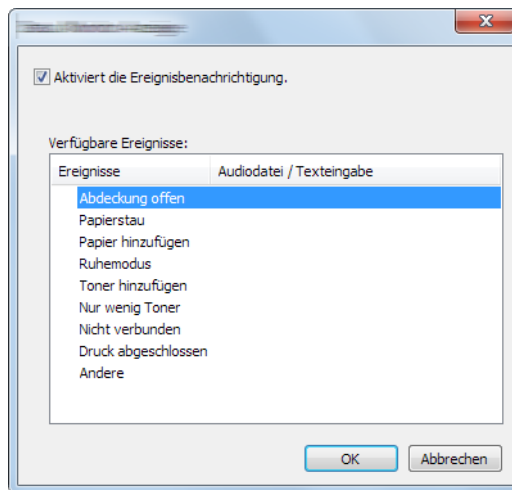 Aktiviert die Ereignisbenachrichtigung.
Verfügbare Ereignisse:
Ereignisse Audiodatei / Texteingabe
Abdeckung offen
Papierstau
Papier hinzufügen
Ruhemodus
Toner hinzufügen
Nur wenig Toner
Nicht verbunden
Druck abgeschlossen
Andere
OK Abbrechen